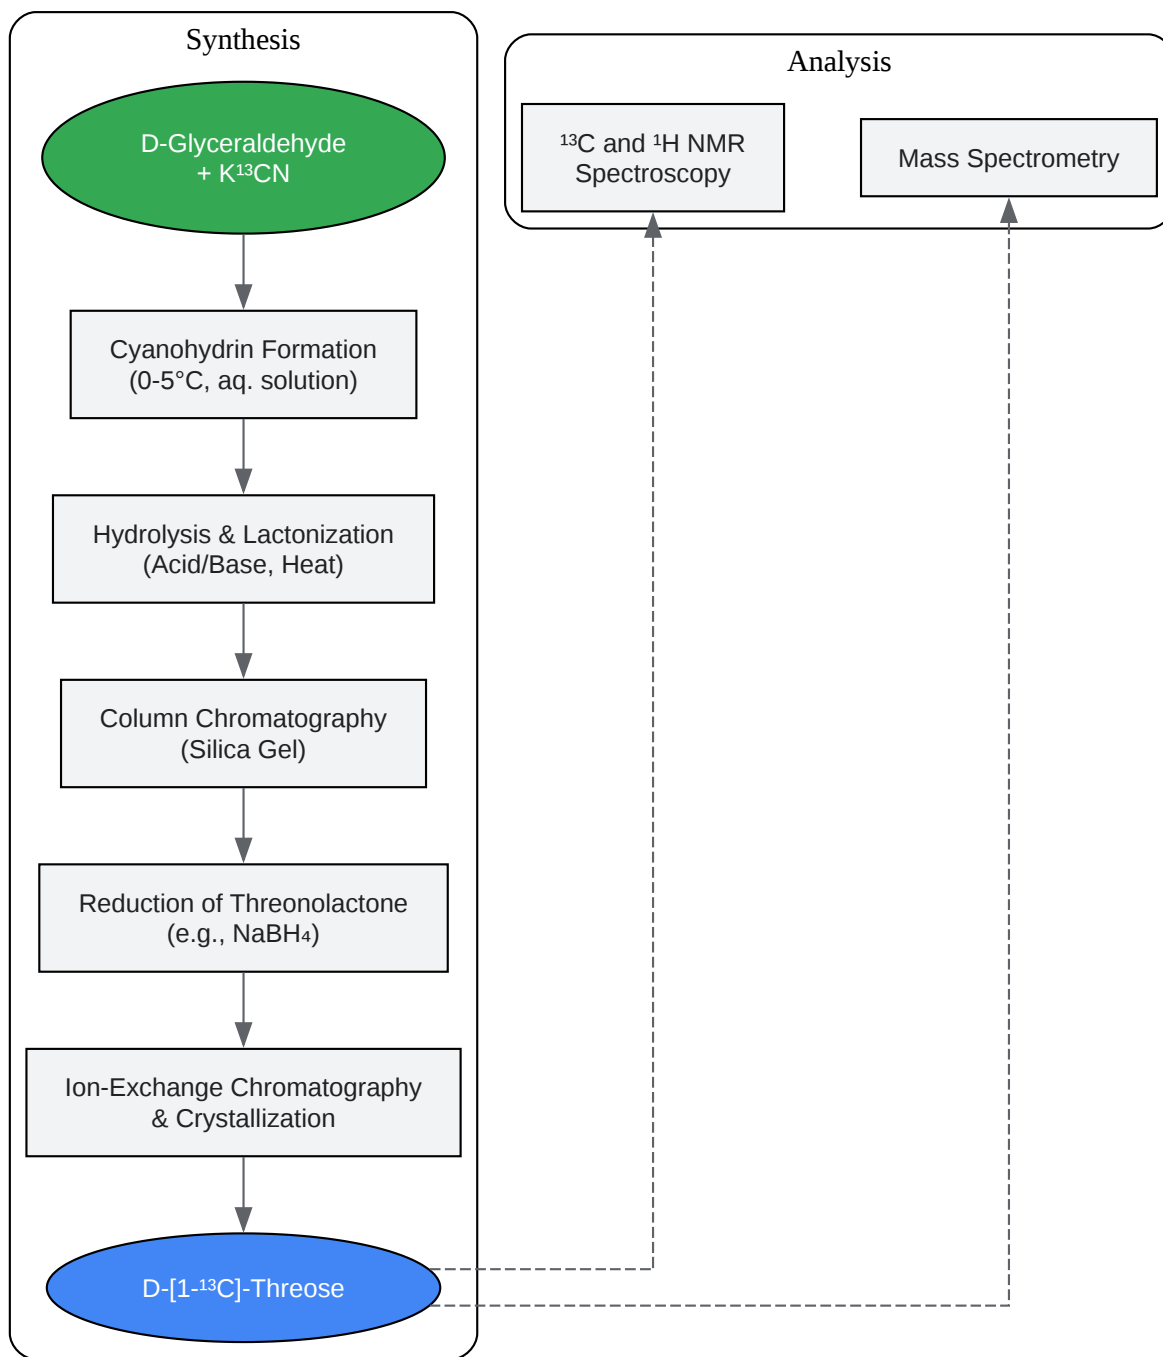 Synthesis
D-Glyceraldehyde
+ K¹³CN
Cyanohydrin Formation
(0-5°C, aq. solution)
Hydrolysis & Lactonization
(Acid/Base, Heat)
Column Chromatography
(Silica Gel)
Reduction of Threonolactone
(e.g., NaBH₄)
Ion-Exchange Chromatography
& Crystallization
D-[1-¹³C]-Threose
Analysis
¹³C and ¹H NMR
Spectroscopy
Mass Spectrometry